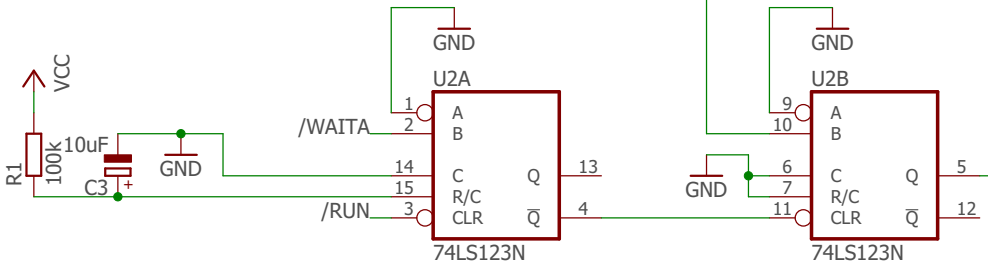 GND
U2A
1 A
/WAITA 2 B
14 C
15 R/C
/RUN 3 CLR
Q 13
Q 4
74LS123N
VCC
R1
100k
10uF
C3
+
GND
GND
U2B
9 A
10 B
6 C
7 R/C
11 CLR
Q 5
Q 12
74LS123N
GND